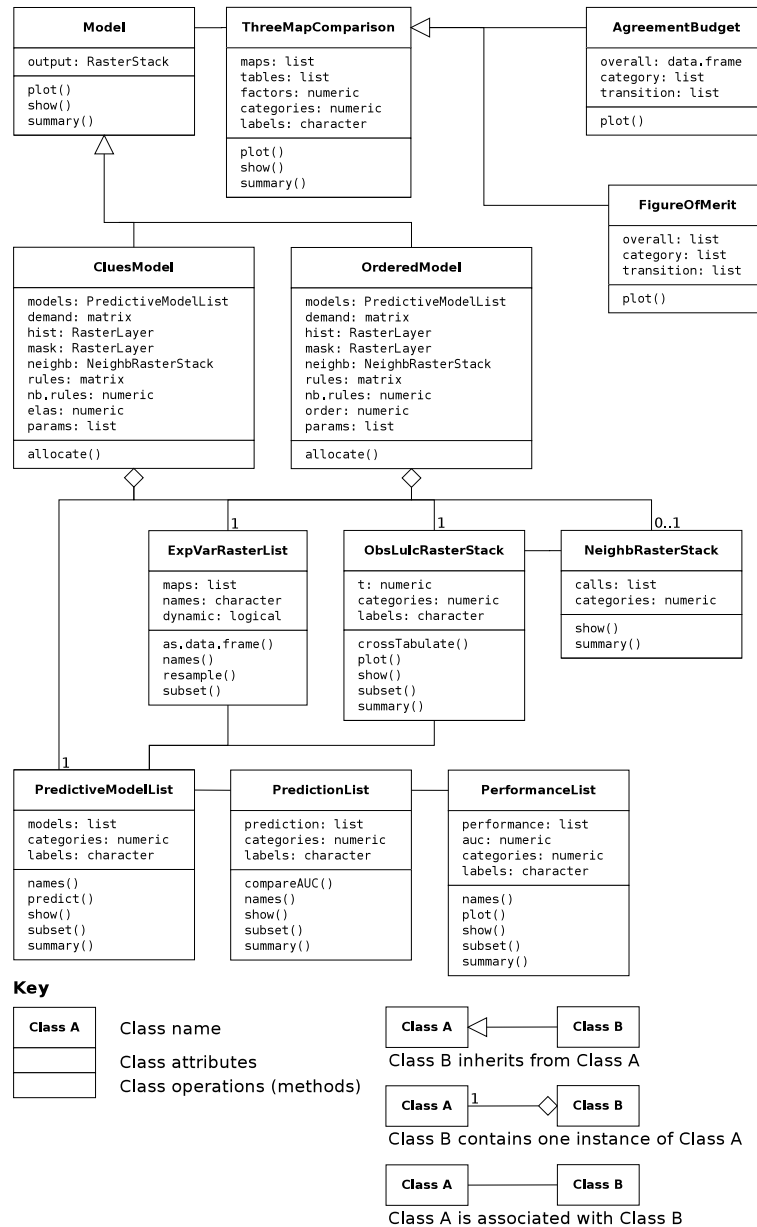 Model
output: RasterStack
plot()
show()
summary()
ThreeMapComparison
maps: list
tables: list
factors: numeric
categories: numeric
labels: character
plot()
show()
summary()
AgreementBudget
overall: data.frame
category: list
transition: list
plot()
FigureOfMerit
overall: list
category: list
transition: list
plot()
CluesModel
models: PredictiveModelList
demand: matrix
hist: RasterLayer
mask: RasterLayer
neighb: NeighbRasterStack
rules: matrix
nb.rules: numeric
elas: numeric
params: list
allocate()
OrderedModel
models: PredictiveModelList
demand: matrix
hist: RasterLayer
mask: RasterLayer
neighb: NeighbRasterStack
rules: matrix
nb.rules: numeric
order: numeric
params: list
allocate()
1
1
0..1
ExpVarRasterList
maps: list
names: character
dynamic: logical
as.data.frame()
names()
resample()
subset()
ObsLulcRasterStack
t: numeric
categories: numeric
labels: character
crossTabulate()
plot()
show()
subset()
summary()
NeighbRasterStack
calls: list
categories: numeric
show()
summary()
1
PredictiveModelList
models: list
categories: numeric
labels: character
names()
predict()
show()
subset()
summary()
PredictionList
prediction: list
categories: numeric
labels: character
compareAUC()
names()
show()
subset()
summary()
PerformanceList
performance: list
auc: numeric
categories: numeric
labels: character
names()
plot()
show()
subset()
summary()
Key
Class A
Class name
Class attributes
Class operations (methods)
Class A
Class B
Class B inherits from Class A
Class A
1
Class B
Class B contains one instance of Class A
Class A
Class B
Class A is associated with Class B